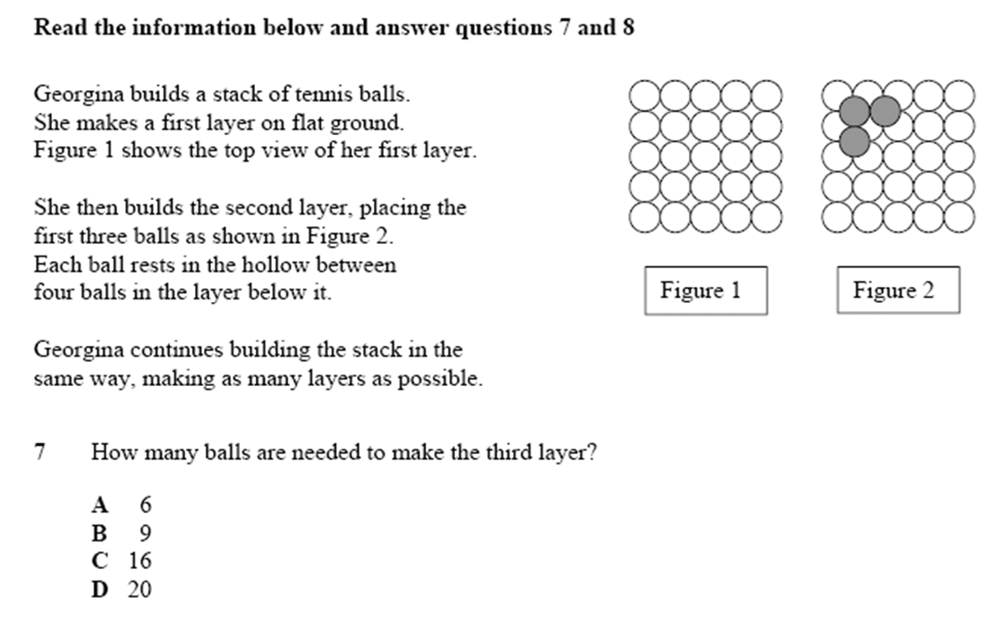 Read the information below and answer questions 7 and 8
Georgina builds a stack of tennis balls.
She makes a first layer on flat ground.
Figure 1 shows the top view of her first layer.
She then builds the second layer, placing the
first three balls as shown in Figure 2.
Each ball rests in the hollow between
four balls in the layer below it.
Georgina continues building the stack in the
same way, making as many layers as possible.
Figure 1
Figure 2
7 How many balls are needed to make the third layer?
A 6
B 9
C 16
D 20